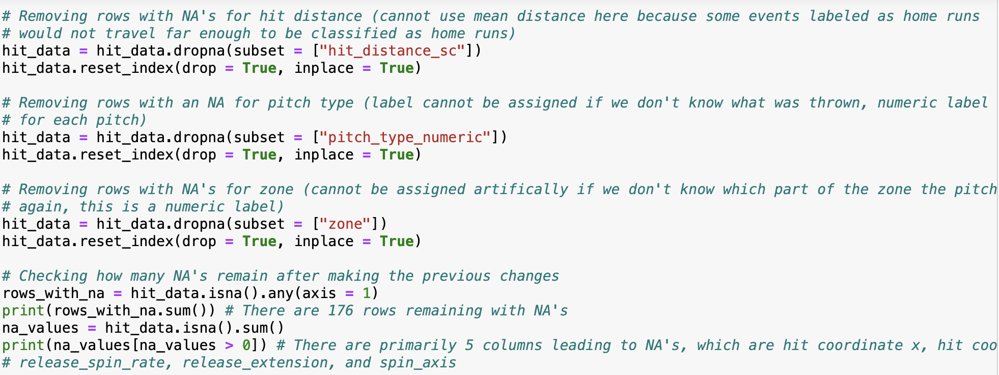 # Removing rows with NA's for hit distance (cannot use mean distance here because some events labeled as home runs
# would not travel far enough to be classified as home runs)
hit_data = hit_data.dropna(subset = ["hit_distance_sc"])
hit_data.reset_index(drop = True, inplace = True)
# Removing rows with an NA for pitch type (label cannot be assigned if we don't know what was thrown, numeric label
# for each pitch)
hit_data = hit_data.dropna(subset = ["pitch_type_numeric"])
hit_data.reset_index(drop = True, inplace = True)
# Removing rows with NA's for zone (cannot be assigned artifically if we don't know which part of the zone the pitch
# again, this is a numeric label)
hit_data = hit_data.dropna(subset = ["zone"])
hit_data.reset_index(drop = True, inplace = True)
# Checking how many NA's remain after making the previous changes
rows_with_na = hit_data.isna().any(axis = 1)
print(rows_with_na.sum()) # There are 176 rows remaining with NA's
na_values = hit_data.isna().sum()
print(na_values[na_values > 0]) # There are primarily 5 columns leading to NA's, which are hit coordinate x, hit coo
# release_spin_rate, release_extension, and spin_axis